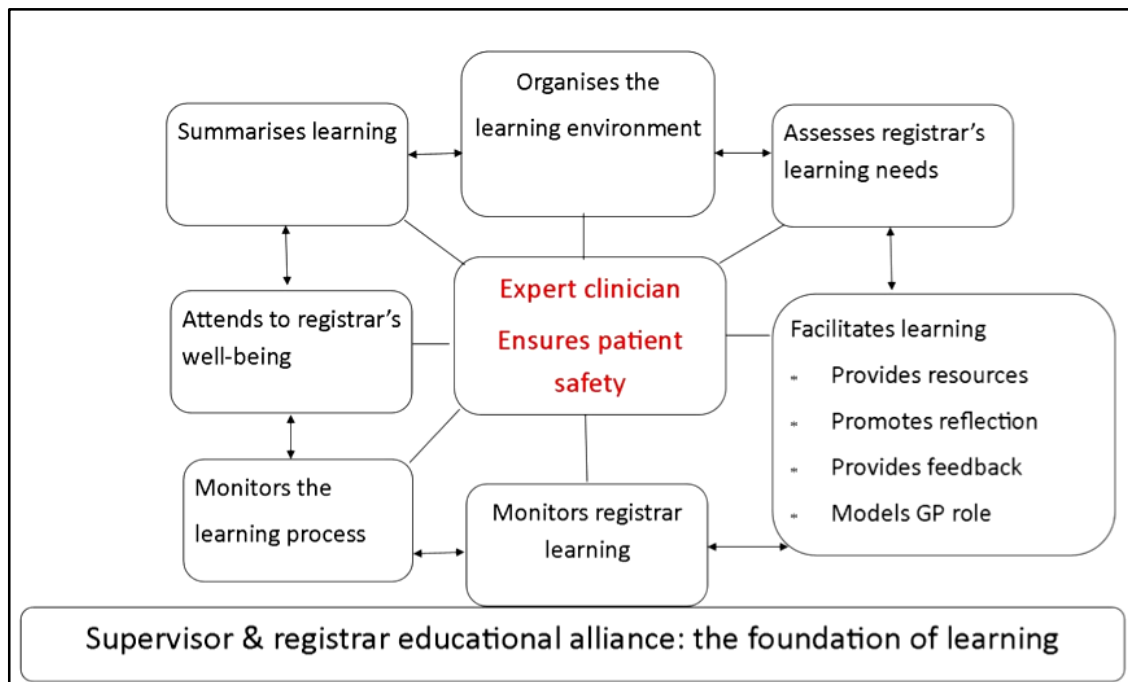 Organises the
learning environment
Summarises learning
Assesses registrar's
learning needs
Expert clinician
Ensures patient
safety
Attends to registrar's
well-being
Facilitates learning
* Provides resources
* Promotes reflection
* Provides feedback
* Models GP role
Monitors the
learning process
Monitors registrar
learning
Supervisor & registrar educational alliance: the foundation of learning